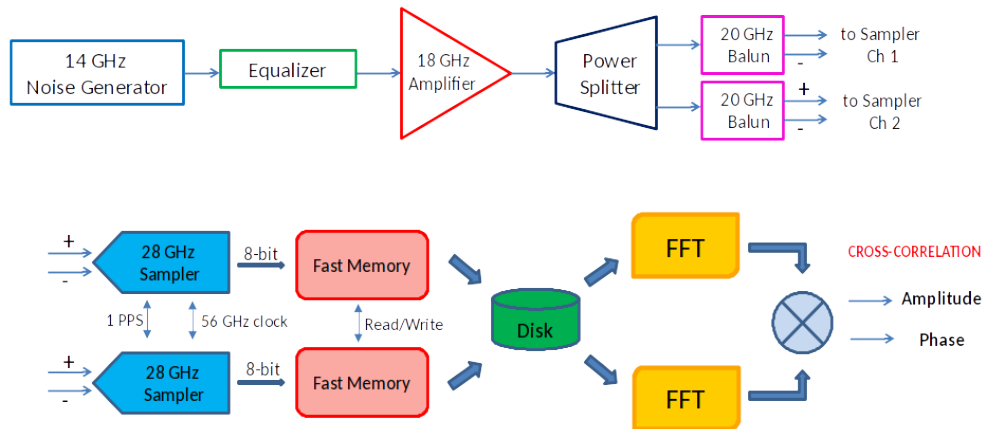 14 GHz
Noise Generator
Equalizer
18 GHz
Amplifier
Power
Splitter
20 GHz
Balun
-
to Sampler
Ch 1
20 GHz
Balun
+
-
to Sampler
Ch 2
+
-
28 GHz
Sampler
8-bit
Fast Memory
1 PPS
56 GHz clock
Read/Write
+
-
28 GHz
Sampler
8-bit
Fast Memory
Disk
FFT
FFT
CROSS-CORRELATION
Amplitude
Phase